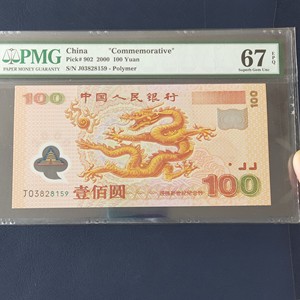 PMG
PAPER MONEY GUARANTY
China "Commemorative"
Pick# 902 2000 100 Yuan
S/N J03828159 - Polymer
67 EPQ
Superb Gem Unc
100 中国人民银行
100
J03828159
壹佰圆
100